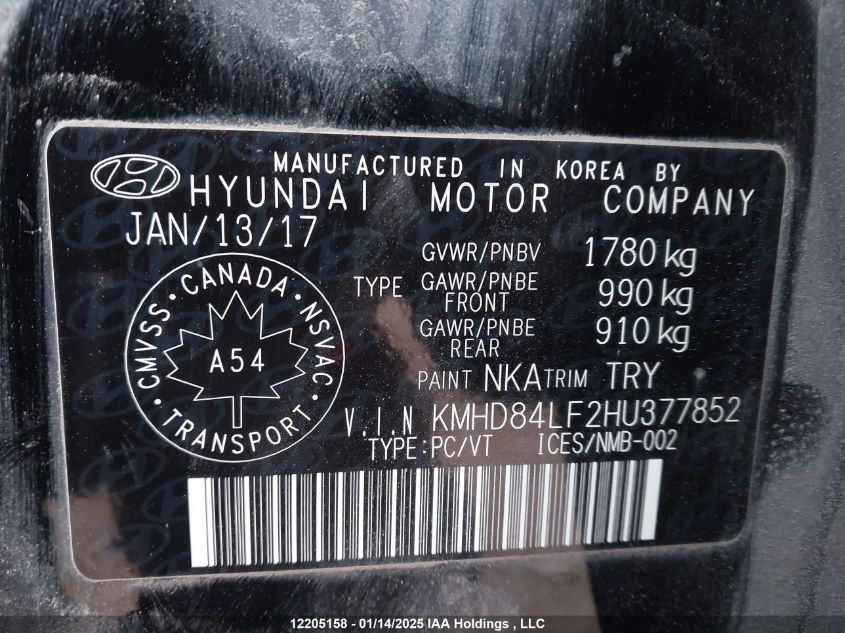 MANUFACTURED IN KOREA BY
HYUNDAI MOTOR COMPANY
JAN/13/17
GVWR/PNBV 1780 kg
TYPE GAWR/PNBE FRONT 990 kg
GAWR/PNBE REAR 910 kg
CMVSS · CANADA · NSVAC · TRANSPORT ·
A54
PAINT NKA TRIM TRY
V.I.N KMHD84LF2HU377852
TYPE:PC/VT ICES/NMB-002
12205158 - 01/14/2025 IAA Holdings , LLC